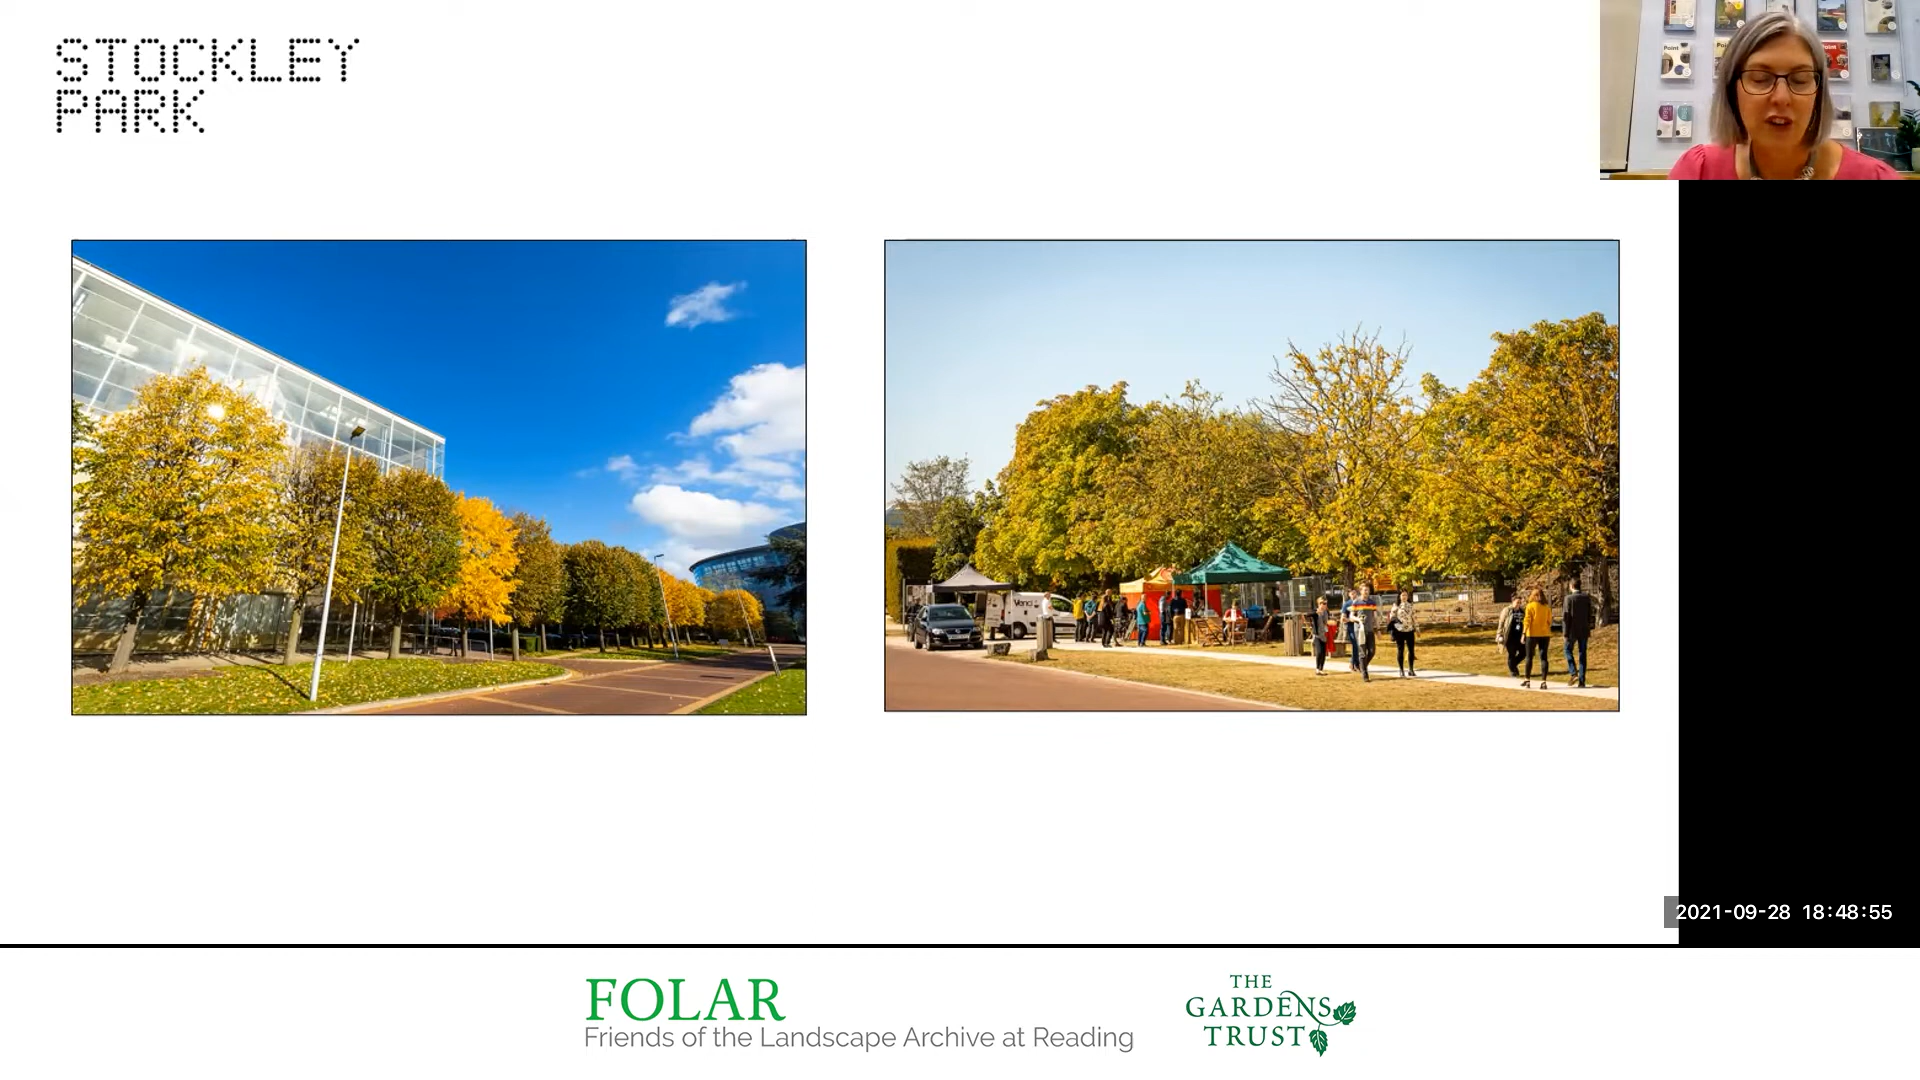 STOCKLEY
PARK
Point
2021-09-28 18:48:55
FOLAR
Friends of the Landscape Archive at Reading
THE
GARDENS
TRUST